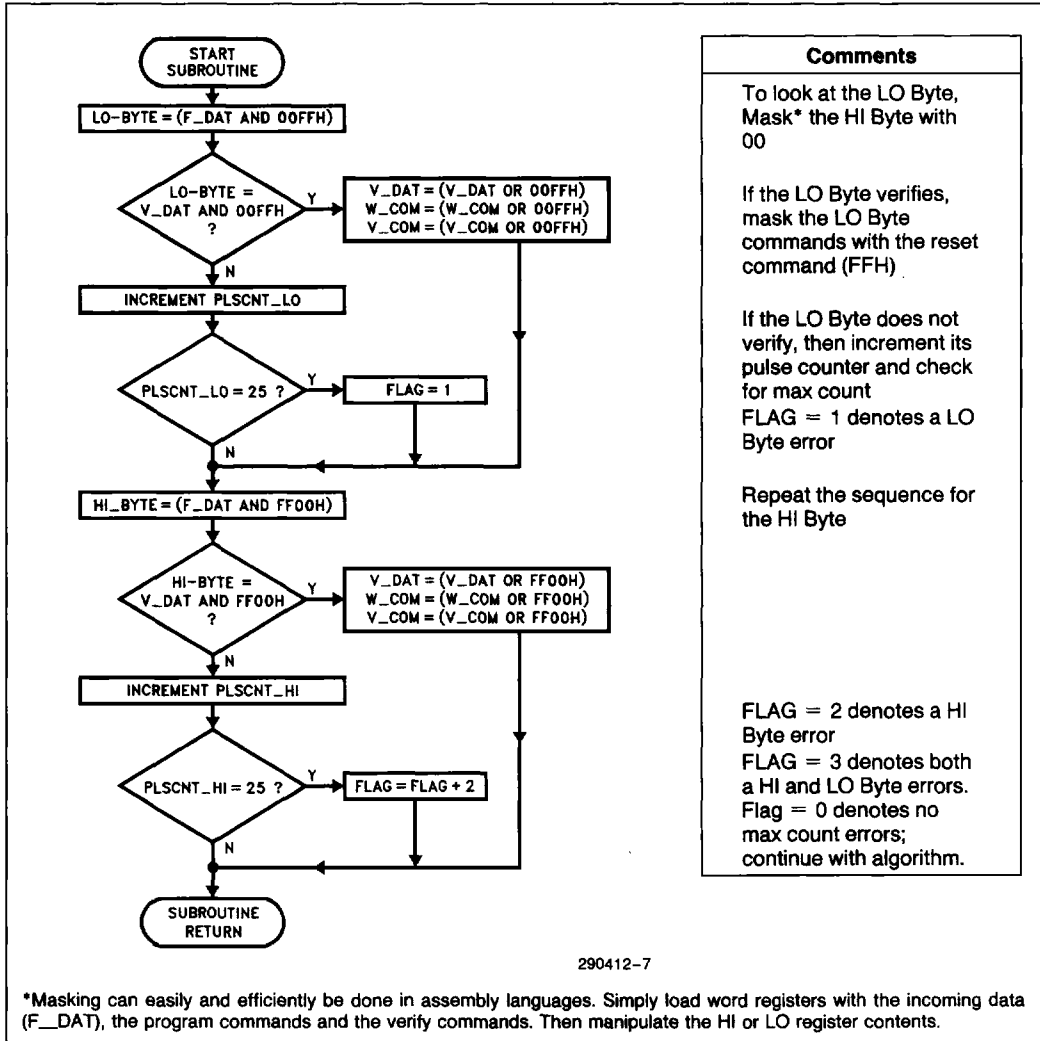 START
SUBROUTINE
LO-BYTE = (F_DAT AND 00FFH)
LO-BYTE =
V_DAT AND 00FFH
?
Y
V_DAT = (V_DAT OR 00FFH)
W_COM = (W_COM OR 00FFH)
V_COM = (V_COM OR 00FFH)
N
INCREMENT PLSCNT_LO
PLSCNT_LO = 25 ?
Y
FLAG = 1
N
HI_BYTE = (F_DAT AND FF00H)
HI-BYTE =
V_DAT AND FF00H
?
Y
V_DAT = (V_DAT OR FF00H)
W_COM = (W_COM OR FF00H)
V_COM = (V_COM OR FF00H)
N
INCREMENT PLSCNT_HI
PLSCNT_HI = 25 ?
Y
FLAG = FLAG + 2
N
SUBROUTINE
RETURN
Comments
To look at the LO Byte,
Mask* the HI Byte with
00
If the LO Byte verifies,
mask the LO Byte
commands with the reset
command (FFH)
If the LO Byte does not
verify, then increment its
pulse counter and check
for max count
FLAG = 1 denotes a LO
Byte error
Repeat the sequence for
the HI Byte
FLAG = 2 denotes a HI
Byte error
FLAG = 3 denotes both
a HI and LO Byte errors.
Flag = 0 denotes no
max count errors;
continue with algorithm.
290412-7
*Masking can easily and efficiently be done in assembly languages. Simply load word registers with the incoming data
(F__DAT), the program commands and the verify commands. Then manipulate the HI or LO register contents.